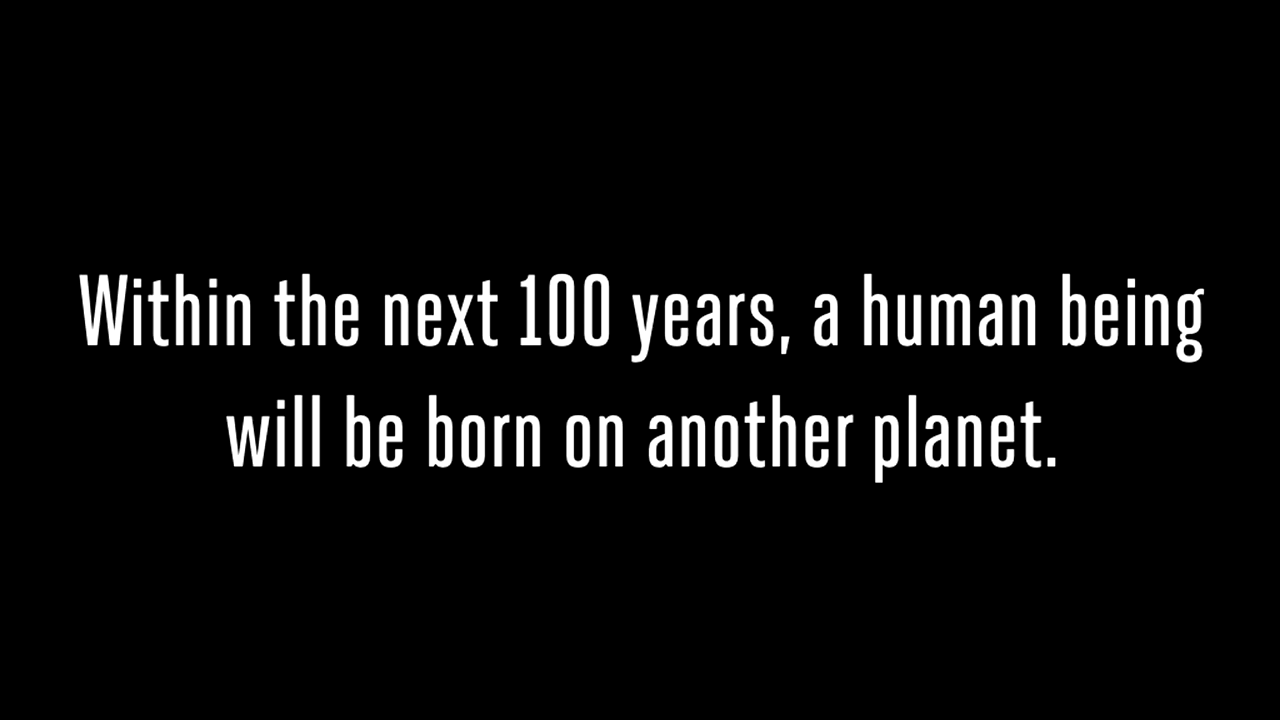 Within the next 100 years, a human being
will be born on another planet.